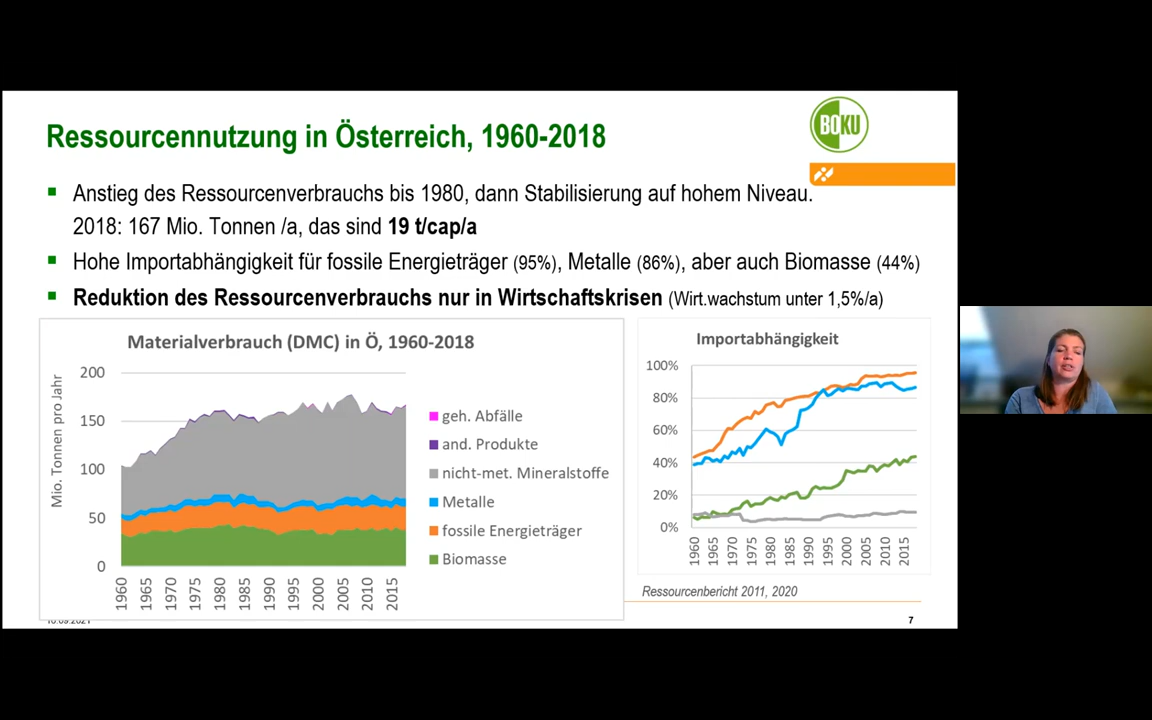 Ressourcennutzung in Österreich, 1960-2018
BOKU
Anstieg des Ressourcenverbrauchs bis 1980, dann Stabilisierung auf hohem Niveau.
2018: 167 Mio. Tonnen /a, das sind 19 t/cap/a
Hohe Importabhängigkeit für fossile Energieträger (95%), Metalle (86%), aber auch Biomasse (44%)
Reduktion des Ressourcenverbrauchs nur in Wirtschaftskrisen (Wirt.wachstum unter 1,5%/a)
Materialverbrauch (DMC) in Ö, 1960-2018
Mio. Tonnen pro Jahr
200
150
100
50
0
1960 1965 1970 1975 1980 1985 1990 1995 2000 2005 2010 2015
geh. Abfälle
and. Produkte
nicht-met. Mineralstoffe
Metalle
fossile Energieträger
Biomasse
Importabhängigkeit
100%
80%
60%
40%
20%
0%
1960 1965 1970 1975 1980 1985 1990 1995 2000 2005 2010 2015
Ressourcenbericht 2011, 2020
7